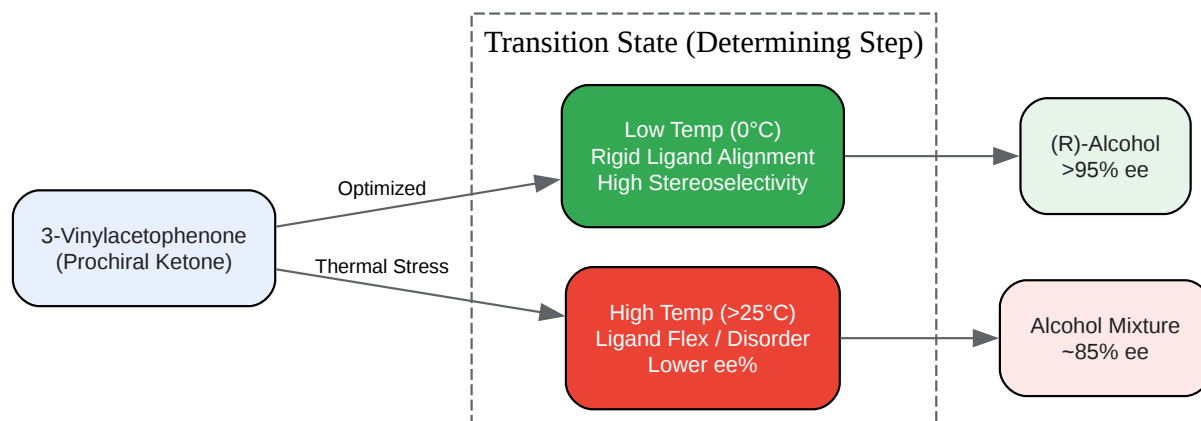 Transition State (Determining Step)
Low Temp (0°C)
Rigid Ligand Alignment
High Stereoselectivity
(R)-Alcohol
>95% ee
Optimized
3-Vinylacetophenone
(Prochiral Ketone)
Thermal Stress
High Temp (>25°C)
Ligand Flex / Disorder
Lower ee%
Alcohol Mixture
~85% ee